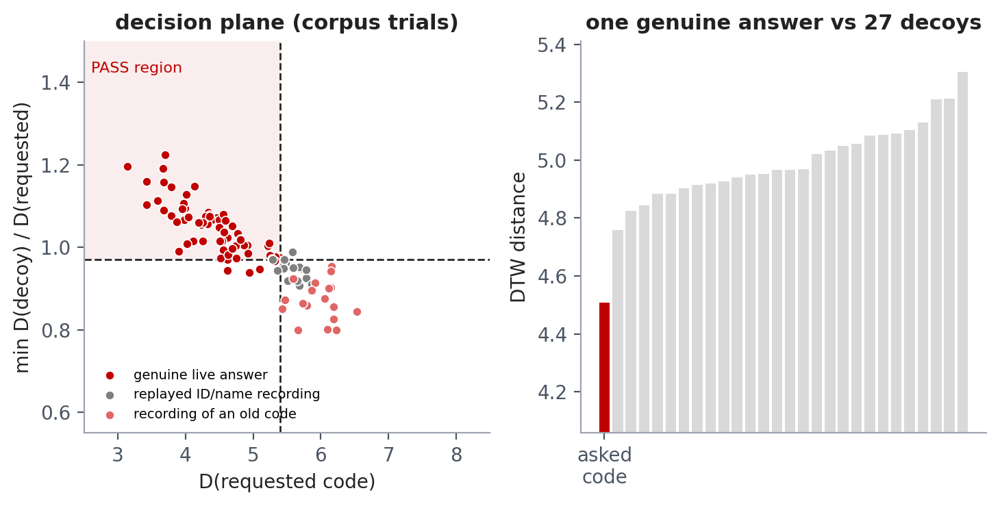 decision plane (corpus trials)
min D(decoy) / D(requested)
1.4
1.2
1.0
0.8
0.6
PASS region
genuine live answer
replayed ID/name recording
recording of an old code
3 4 5 6 7 8
D(requested code)
one genuine answer vs 27 decoys
DTW distance
5.4
5.2
5.0
4.8
4.6
4.4
4.2
asked
code